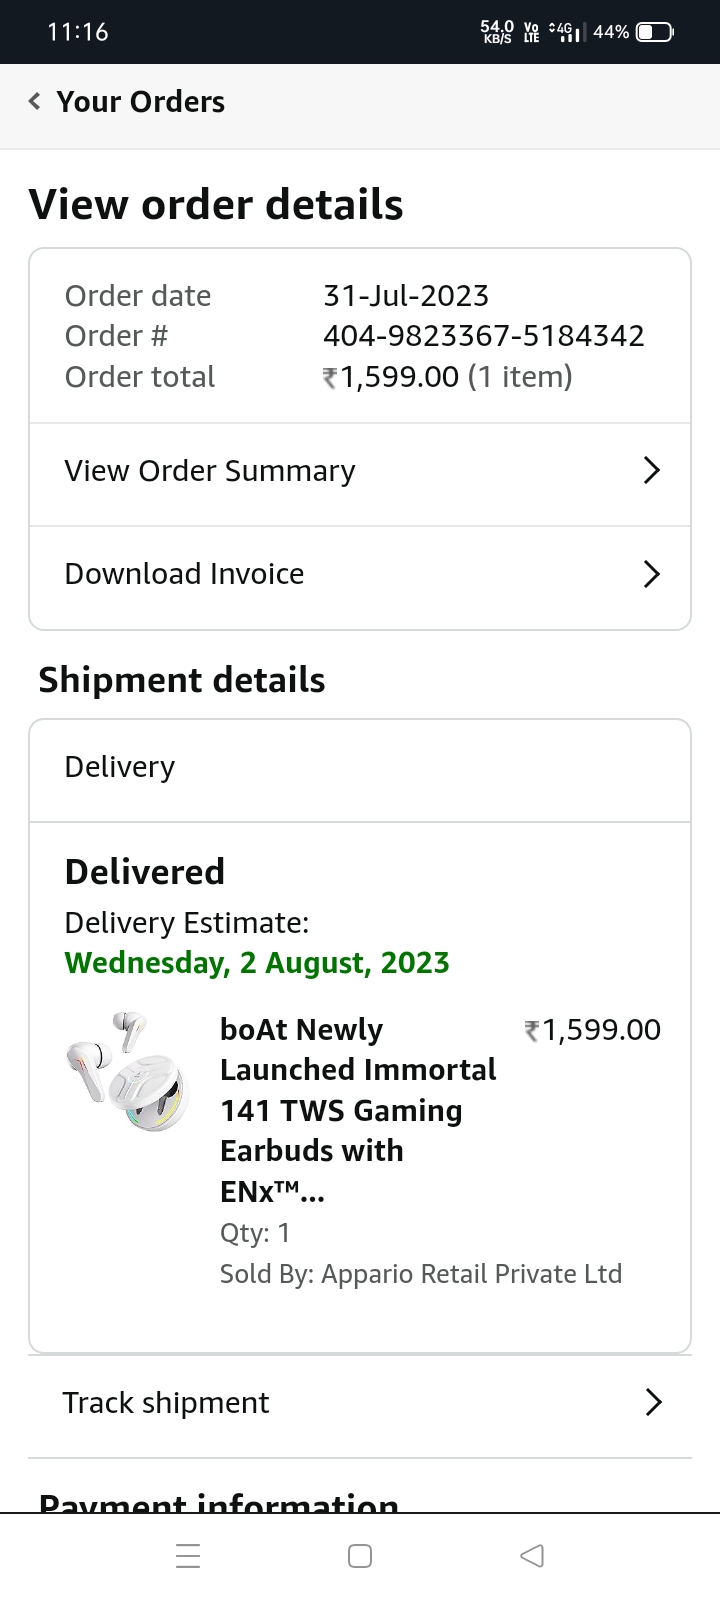 11:16
54.0 KB/S Vo LTE 4G 44%
Your Orders
View order details
Order date 31-Jul-2023
Order # 404-9823367-5184342
Order total ₹1,599.00 (1 item)
View Order Summary
Download Invoice
Shipment details
Delivery
Delivered
Delivery Estimate:
Wednesday, 2 August, 2023
boAt Newly ₹1,599.00
Launched Immortal
141 TWS Gaming
Earbuds with
ENx™...
Qty: 1
Sold By: Appario Retail Private Ltd
Track shipment
Payment information